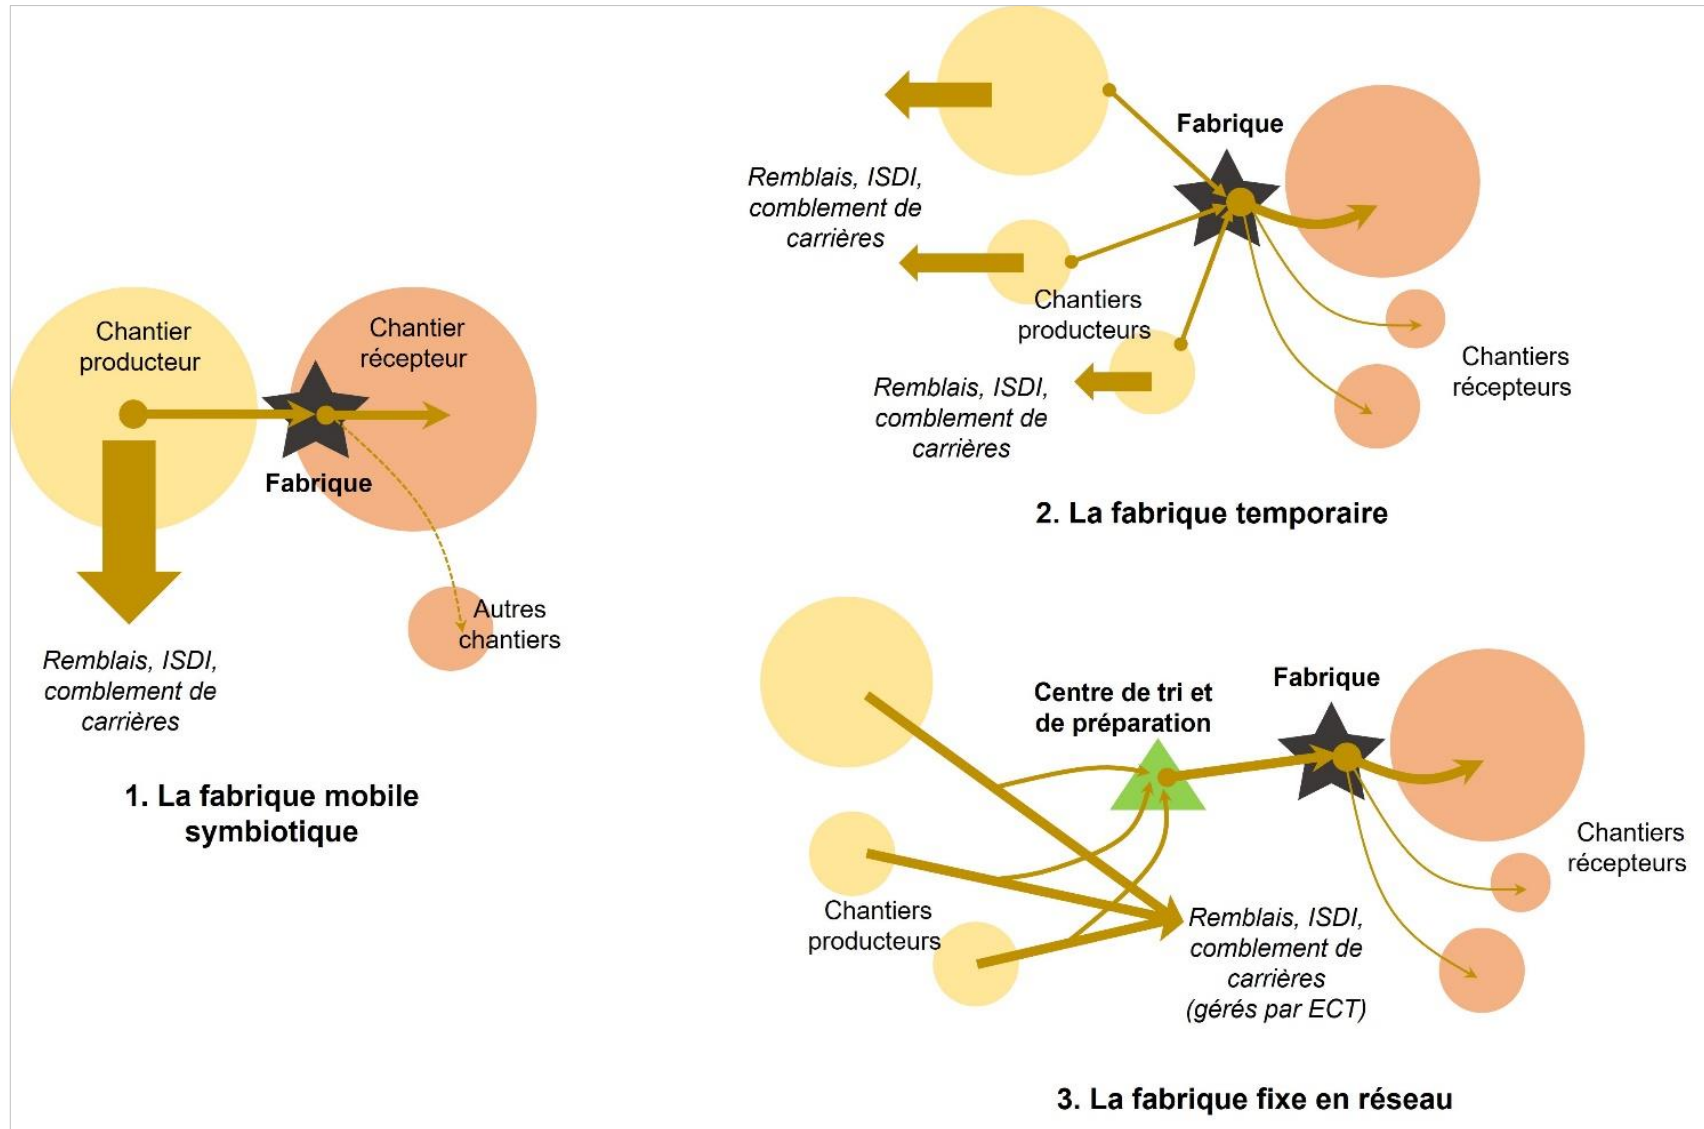 Chantier
producteur
Chantier
récepteur
Fabrique
Autres
chantiers
Remblais, ISDI,
comblement de
carrières
1. La fabrique mobile
symbiotique
Fabrique
Remblais, ISDI,
comblement de
carrières
Chantiers
producteurs
Remblais, ISDI,
comblement de
carrières
Chantiers
récepteurs
2. La fabrique temporaire
Centre de tri et
de préparation
Fabrique
Chantiers
récepteurs
Chantiers
producteurs
Remblais, ISDI,
comblement de
carrières
(gérés par ECT)
3. La fabrique fixe en réseau